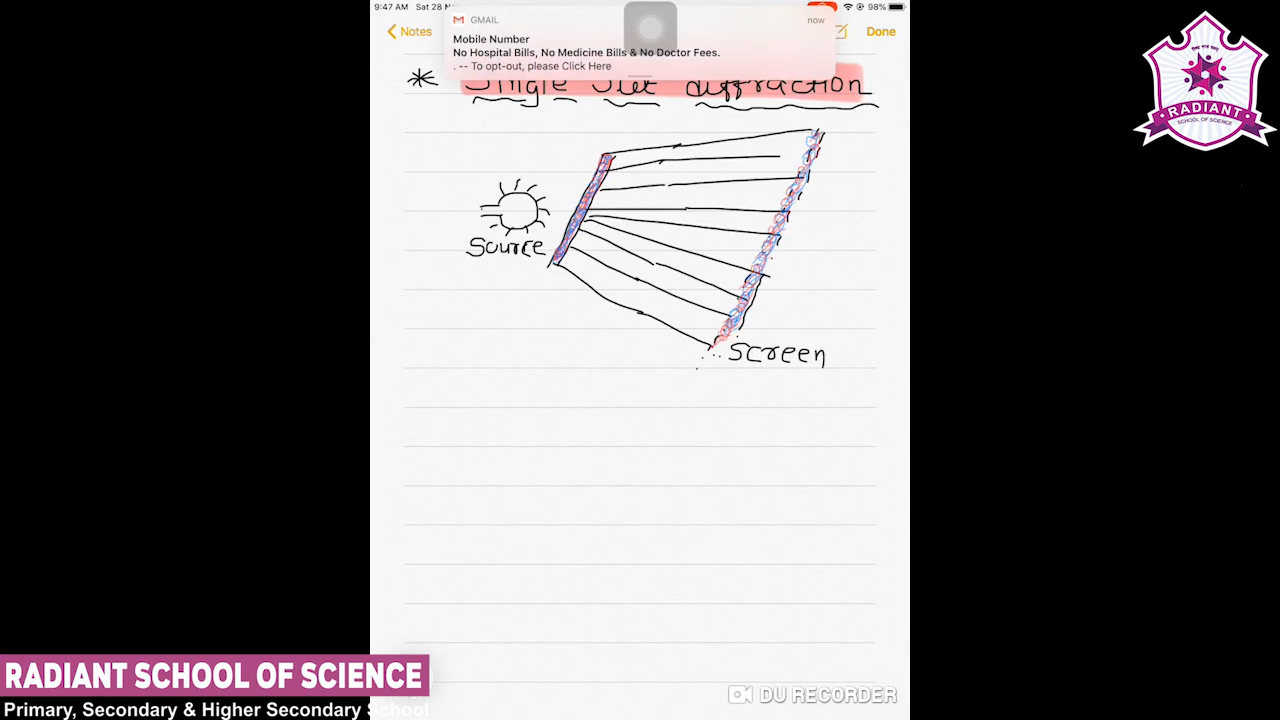 9:47 AM Sat 28 Nov
98%
GMAIL
now
Mobile Number
No Hospital Bills, No Medicine Bills & No Doctor Fees.
. -- To opt-out, please Click Here
Notes
Done
* Single slit diffraction
Source
Screen
RADIANT
SCHOOL OF SCIENCE
RADIANT SCHOOL OF SCIENCE
Primary, Secondary & Higher Secondary School
DU RECORDER